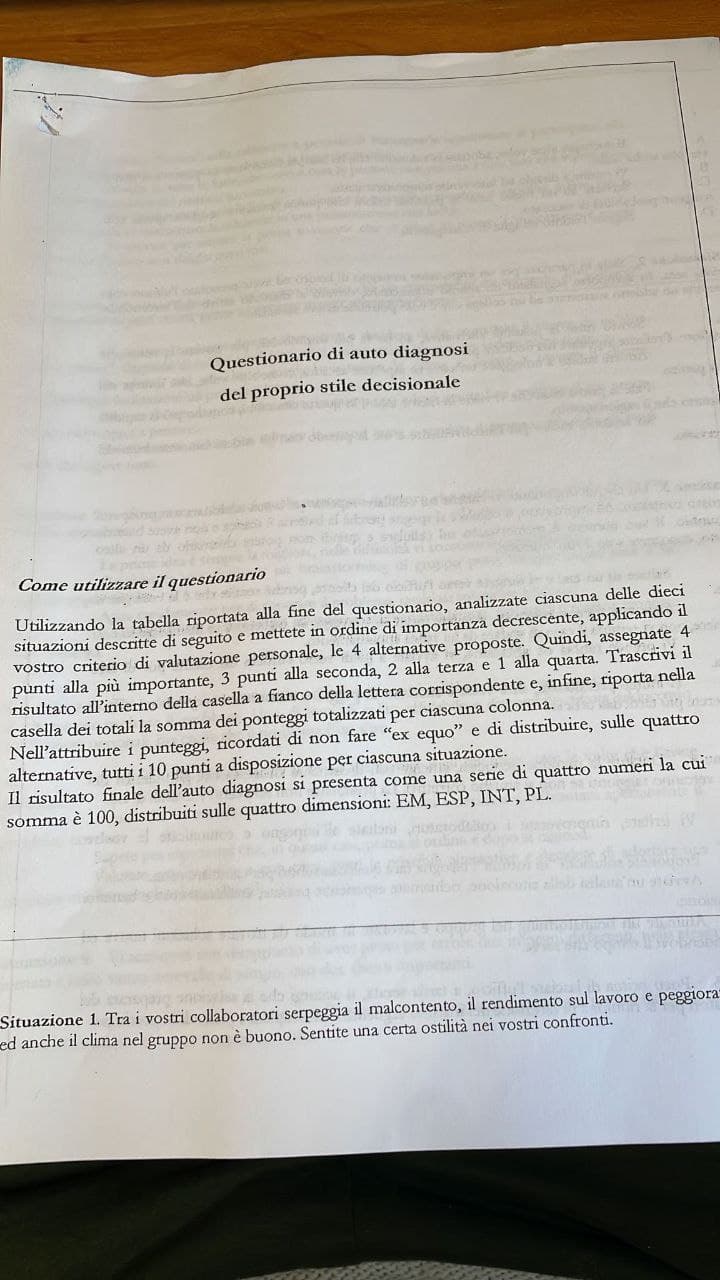 Questionario di auto diagnosi
del proprio stile decisionale
Come utilizzare il questionario
Utilizzando la tabella riportata alla fine del questionario, analizzate ciascuna delle dieci
situazioni descritte di seguito e mettete in ordine di importanza decrescente, applicando il
vostro criterio di valutazione personale, le 4 alternative proposte. Quindi, assegnate 4
punti alla più importante, 3 punti alla seconda, 2 alla terza e 1 alla quarta. Trascrivi il
risultato all'interno della casella a fianco della lettera corrispondente e, infine, riporta nella
casella dei totali la somma dei ponteggi totalizzati per ciascuna colonna.
Nell'attribuire i punteggi, ricordati di non fare “ex equo” e di distribuire, sulle quattro
alternative, tutti i 10 punti a disposizione per ciascuna situazione.
Il risultato finale dell'auto diagnosi si presenta come una serie di quattro numeri la cui
somma è 100, distribuiti sulle quattro dimensioni: EM, ESP, INT, PL.
Situazione 1. Tra i vostri collaboratori serpeggia il malcontento, il rendimento sul lavoro e peggiora
ed anche il clima nel gruppo non è buono. Sentite una certa ostilità nei vostri confronti.